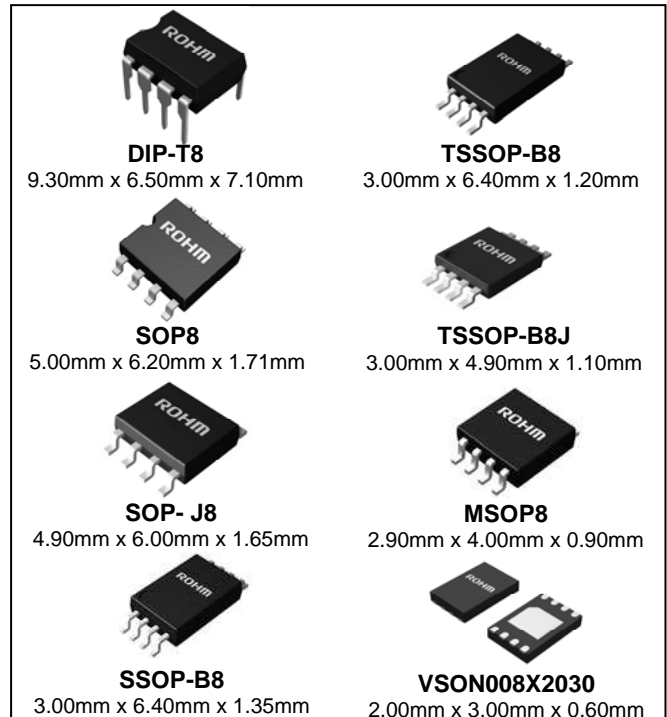 ROHM
DIP-T8
9.30mm x 6.50mm x 7.10mm
ROHM
TSSOP-B8
3.00mm x 6.40mm x 1.20mm
ROHM
SOP8
5.00mm x 6.20mm x 1.71mm
ROHM
TSSOP-B8J
3.00mm x 4.90mm x 1.10mm
ROHM
SOP- J8
4.90mm x 6.00mm x 1.65mm
ROHM
MSOP8
2.90mm x 4.00mm x 0.90mm
ROHM
SSOP-B8
3.00mm x 6.40mm x 1.35mm
ROHM
VSON008X2030
2.00mm x 3.00mm x 0.60mm